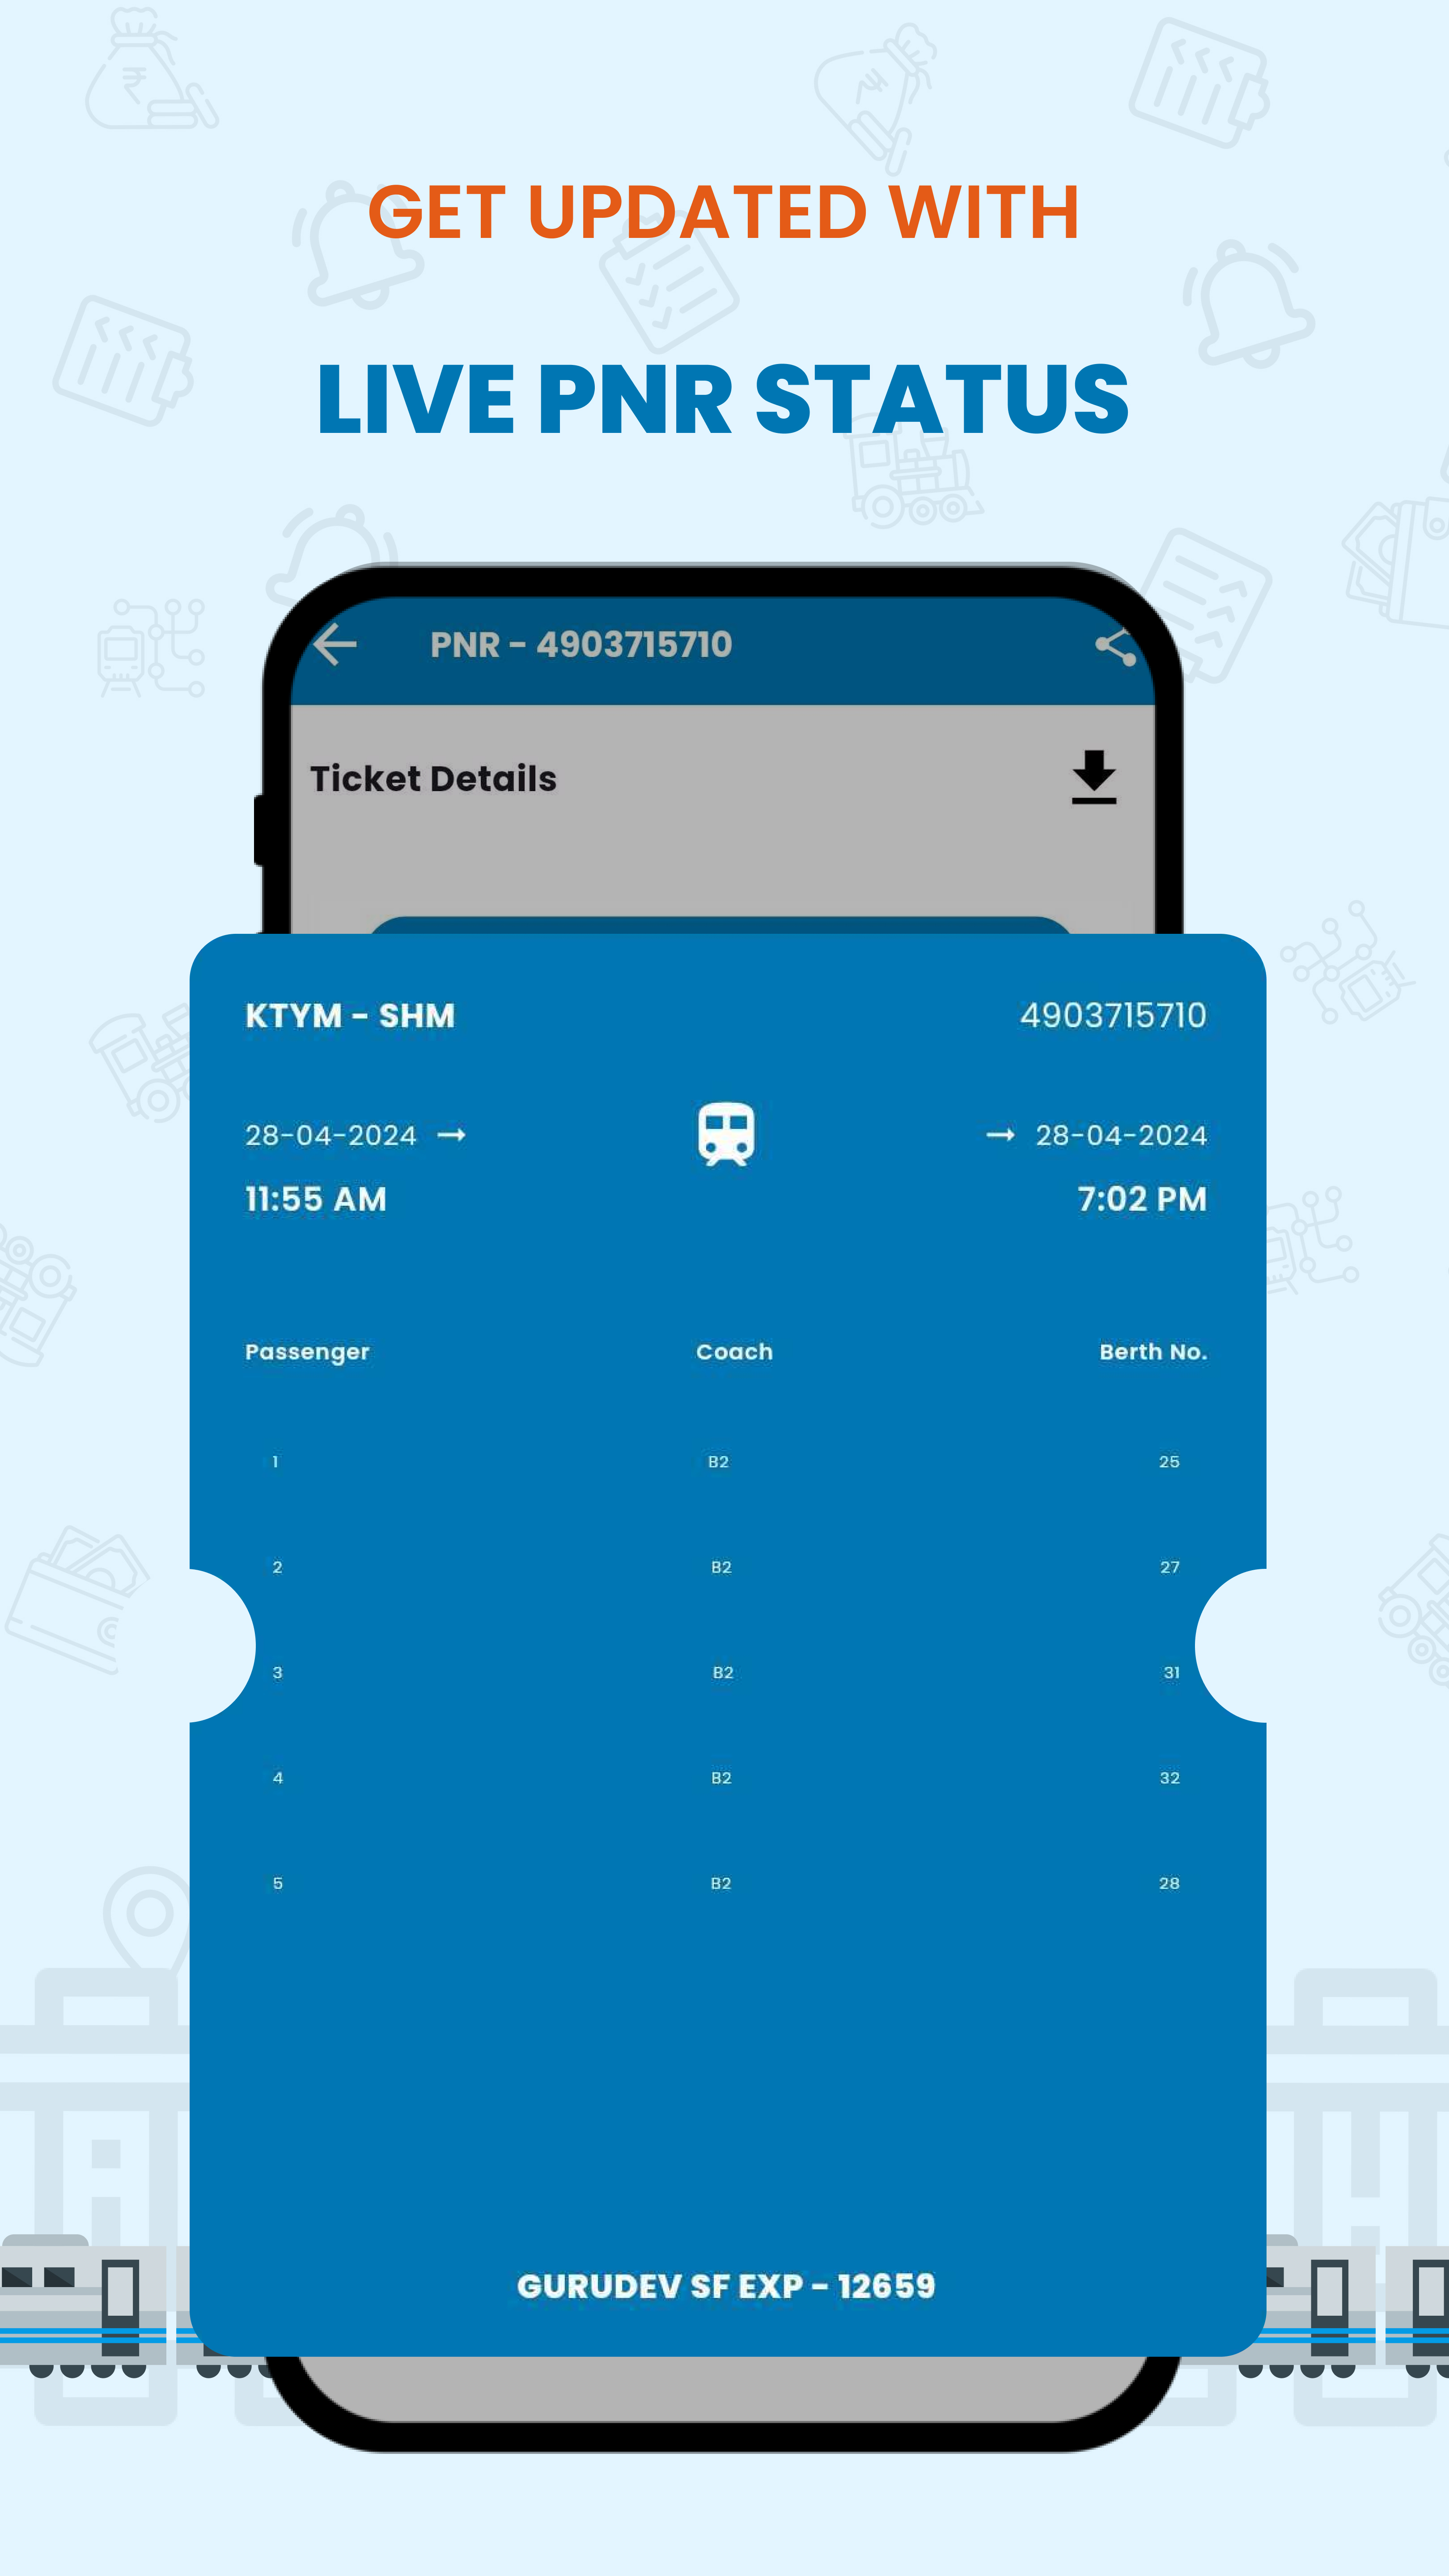 GET UPDATED WITH
LIVE PNR STATUS
PNR - 4903715710
Ticket Details
KTYM - SHM 4903715710
28-04-2024 → → 28-04-2024
11:55 AM 7:02 PM
Passenger Coach Berth No.
1 B2 25
2 B2 27
3 B2 31
4 B2 32
5 B2 28
GURUDEV SF EXP - 12659